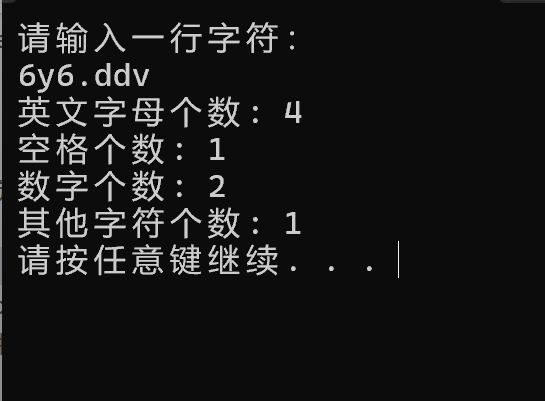 请输入一行字符:
6y6.ddv
英文字母个数: 4
空格个数: 1
数字个数: 2
其他字符个数: 1
请按任意键继续. . .